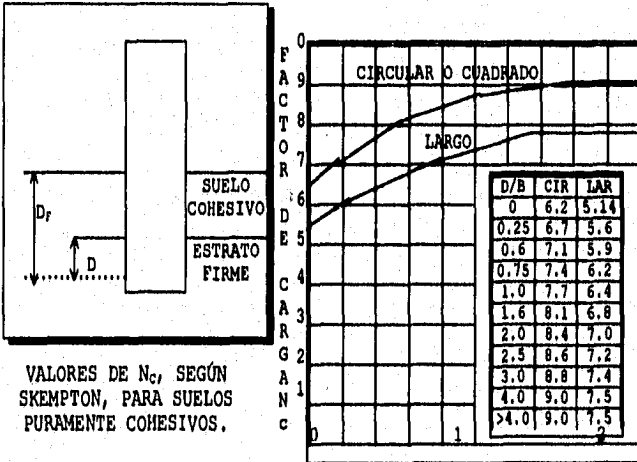 SUELO
COHESIVO
ESTRATO
FIRME
DF
D
VALORES DE Nc, SEGÚN
SKEMPTON, PARA SUELOS
PURAMENTE COHESIVOS.
FACTOR DE CARGA Nc
0
9
8
7
6
5
4
3
2
1
CIRCULAR O CUADRADO
LARGO
D/B CIR LAR
0 6.2 5.14
0.25 6.7 5.6
0.6 7.1 5.9
0.75 7.4 6.2
1.0 7.7 6.4
1.6 8.1 6.8
2.0 8.4 7.0
2.5 8.6 7.2
3.0 8.8 7.4
4.0 9.0 7.5
>4.0 9.0 7.5
0 1 2